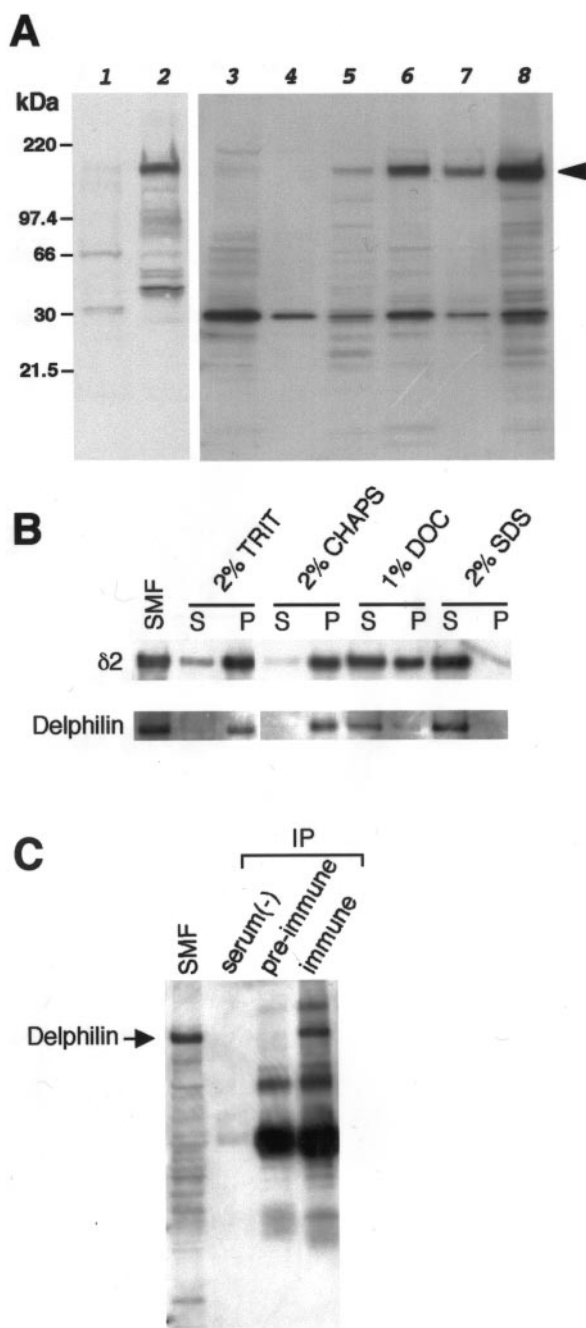 A
1 2 3 4 5 6 7 8
kDa
220
97.4
66
30
21.5
B
2% TRIT 2% CHAPS 1% DOC 2% SDS
SMF S P S P S P S P
δ2
Delphilin
C
IP
SMF serum(-) pre-immune immune
Delphilin